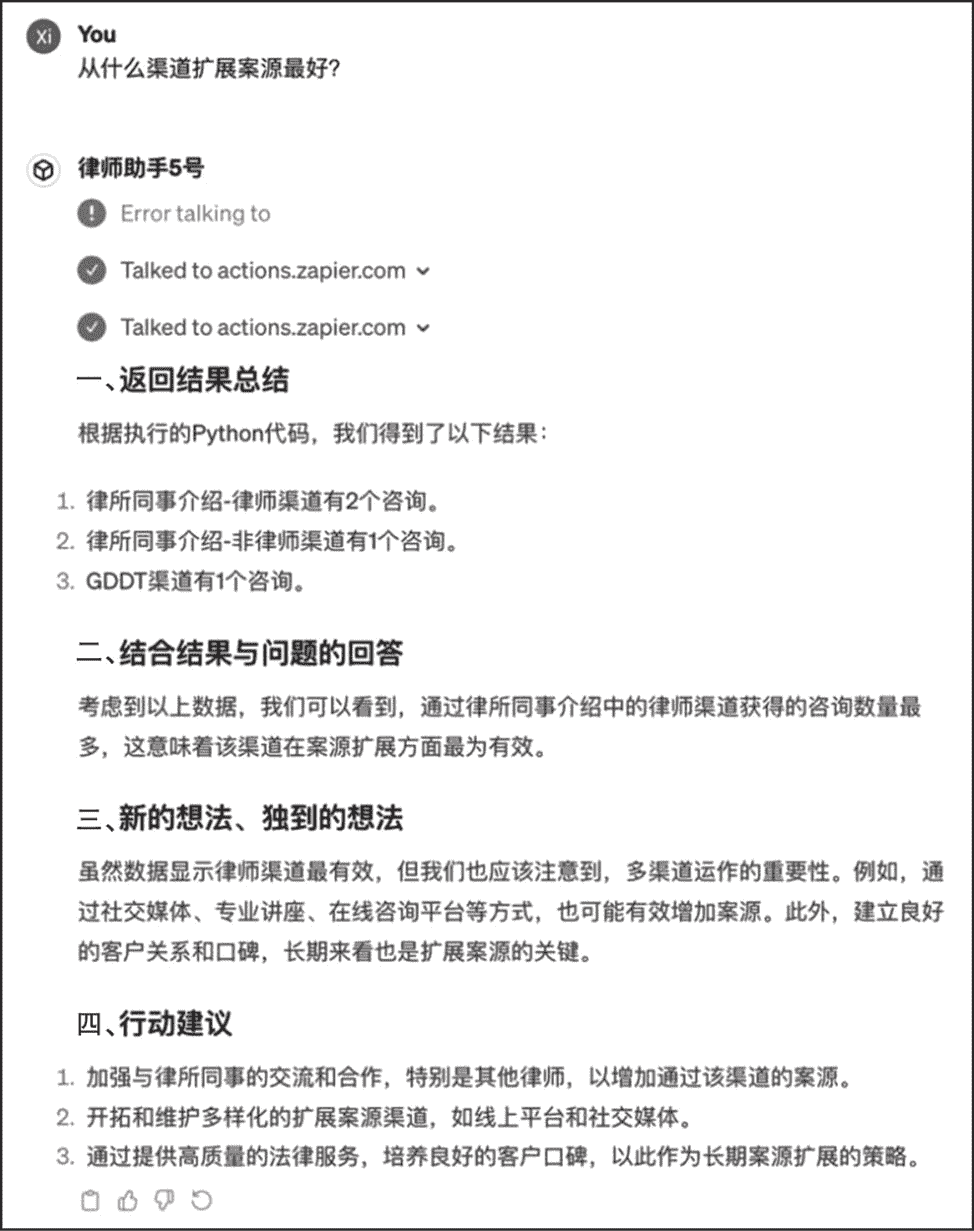 Xi You
从什么渠道扩展案源最好?
律师助手5号
Error talking to
Talked to actions.zapier.com
Talked to actions.zapier.com
一、返回结果总结
根据执行的Python代码，我们得到了以下结果：
1. 律所同事介绍-律师渠道有2个咨询。
2. 律所同事介绍-非律师渠道有1个咨询。
3. GDDT渠道有1个咨询。
二、结合结果与问题的回答
考虑到以上数据，我们可以看到，通过律所同事介绍中的律师渠道获得的咨询数量最
多，这意味着该渠道在案源扩展方面最为有效。
三、新的想法、独到的想法
虽然数据显示律师渠道最有效，但我们也应该注意到，多渠道运作的重要性。例如，通
过社交媒体、专业讲座、在线咨询平台等方式，也可能有效增加案源。此外，建立良好
的客户关系和口碑，长期来看也是扩展案源的关键。
四、行动建议
1. 加强与律所同事的交流和合作，特别是其他律师，以增加通过该渠道的案源。
2. 开拓和维护多样化的扩展案源渠道，如线上平台和社交媒体。
3. 通过提供高质量的法律服务，培养良好的客户口碑，以此作为长期案源扩展的策略。